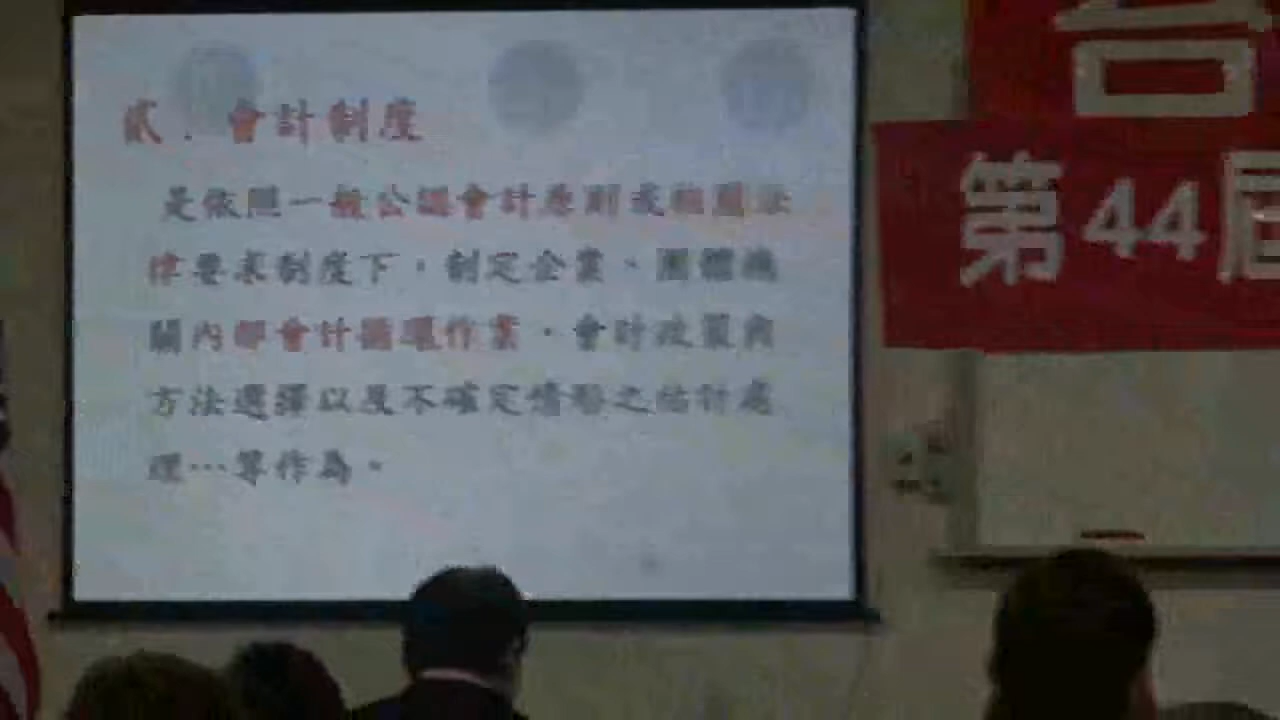 貳．會計制度
是依照一般公認會計原則或相關法
律要求制度下，制定企業、團體機
關內部會計循環作業，會計政策與
方法選擇以及不確定情形之估計處
理…等作為。
台
第44屆